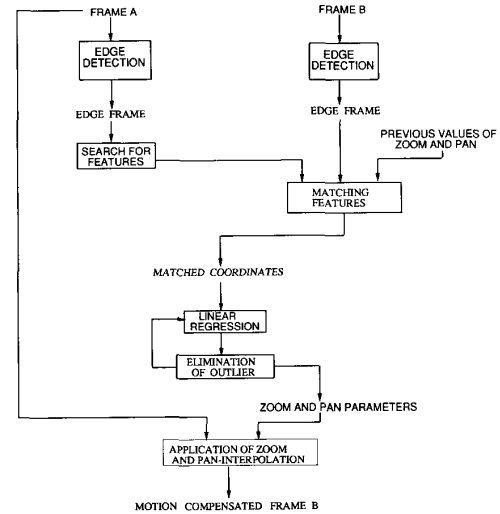 FRAME A
FRAME B
EDGE
DETECTION
EDGE
DETECTION
EDGE FRAME
EDGE FRAME
PREVIOUS VALUES OF
ZOOM AND PAN
SEARCH FOR
FEATURES
MATCHING
FEATURES
MATCHED COORDINATES
LINEAR
REGRESSION
ELIMINATION
OF OUTLIER
ZOOM AND PAN PARAMETERS
APPLICATION OF ZOOM
AND PAN-INTERPOLATION
MOTION COMPENSATED FRAME B